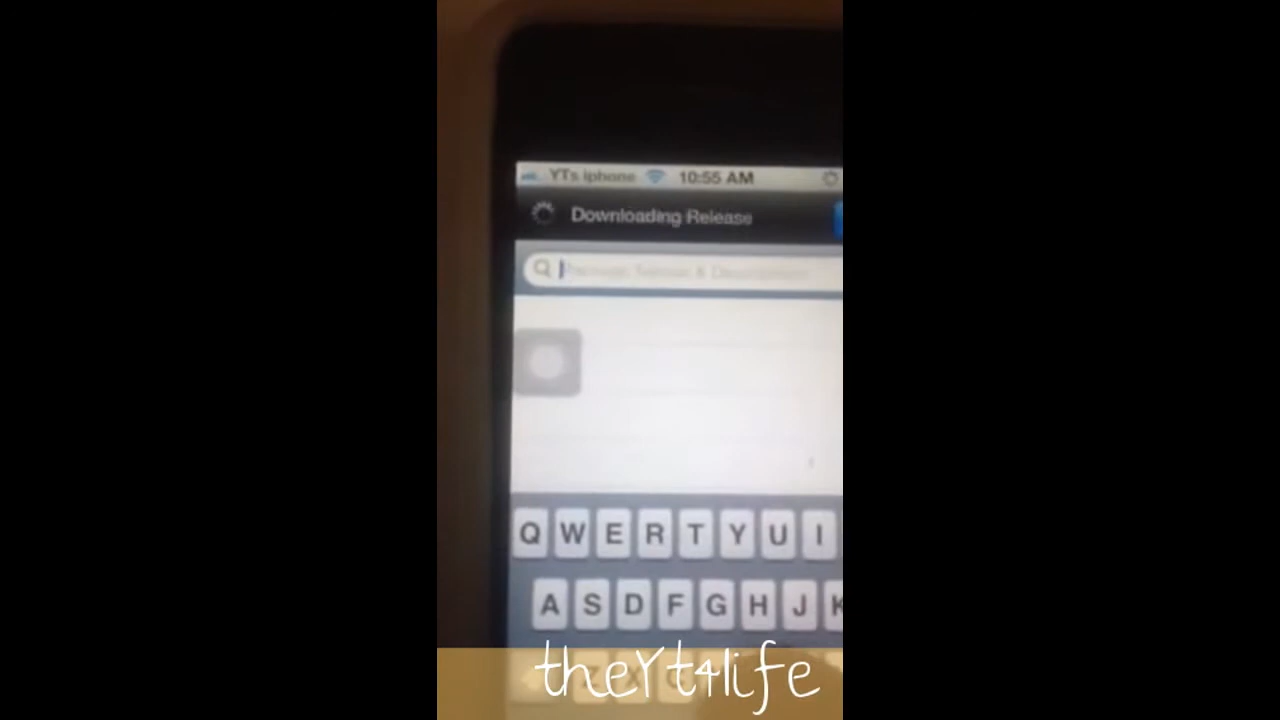 YTs iphone 10:55 AM
Downloading Release
Q W E R T Y U I
A S D F G H J K
Z X C
theYt4life